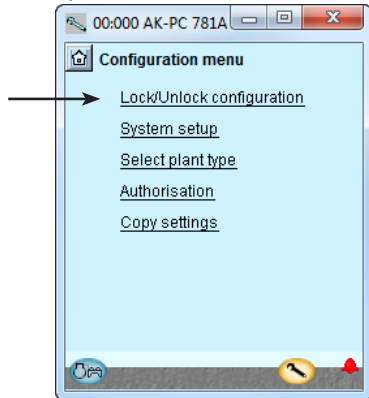 00:000 AK-PC 781A
Configuration menu
Lock/Unlock configuration
System setup
Select plant type
Authorisation
Copy settings